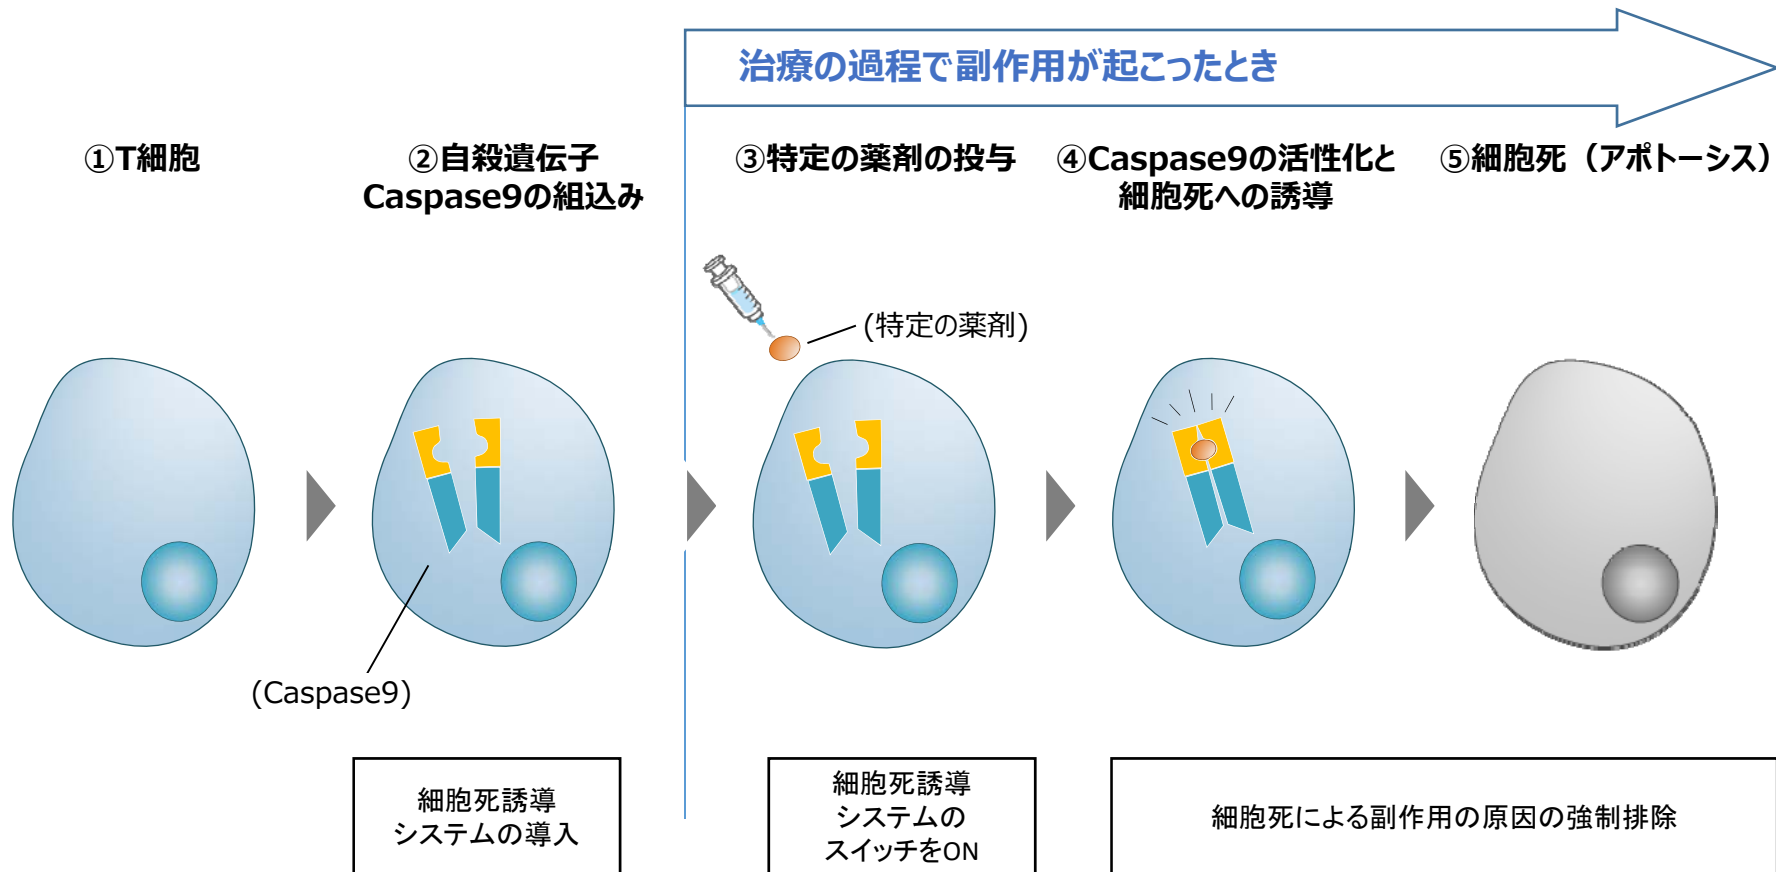 治療の過程で副作用が起こったとき
①T細胞
②自殺遺伝子
Caspase9の組込み
③特定の薬剤の投与
④Caspase9の活性化と
細胞死への誘導
⑤細胞死（アポトーシス）
(特定の薬剤)
(Caspase9)
細胞死誘導
システムの導入
細胞死誘導
システムの
スイッチをON
細胞死による副作用の原因の強制排除